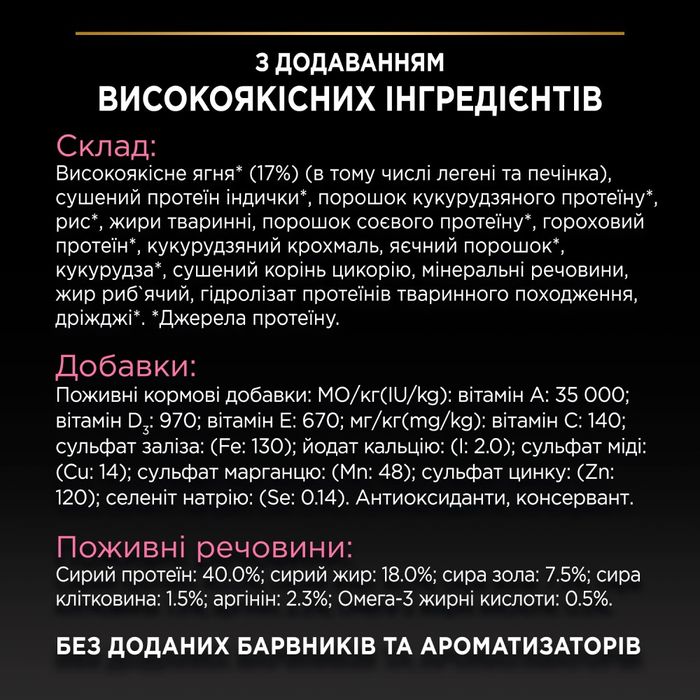 З ДОДАВАННЯМ
ВИСОКОЯКІСНИХ ІНГРЕДІЄНТІВ
Склад:
Високоякісне ягня* (17%) (в тому числі легені та печінка),
сушений протеїн індички*, порошок кукурудзяного протеїну*,
рис*, жири тваринні, порошок соєвого протеїну*, гороховий
протеїн*, кукурудзяний крохмаль, яєчний порошок*,
кукурудза*, сушений корінь цикорію, мінеральні речовини,
жир риб`ячий, гідролізат протеїнів тваринного походження,
дріжджі*. *Джерела протеїну.
Добавки:
Поживні кормові добавки: МО/кг(IU/kg): вітамін А: 35 000;
вітамін D3: 970; вітамін Е: 670; мг/кг(mg/kg): вітамін С: 140;
сульфат заліза: (Fe: 130); йодат кальцію: (I: 2.0); сульфат міді:
(Cu: 14); сульфат марганцю: (Mn: 48); сульфат цинку: (Zn:
120); селеніт натрію: (Se: 0.14). Антиоксиданти, консервант.
Поживні речовини:
Сирий протеїн: 40.0%; сирий жир: 18.0%; сира зола: 7.5%; сира
клітковина: 1.5%; аргінін: 2.3%; Омега-3 жирні кислоти: 0.5%.
БЕЗ ДОДАНИХ БАРВНИКІВ ТА АРОМАТИЗАТОРІВ